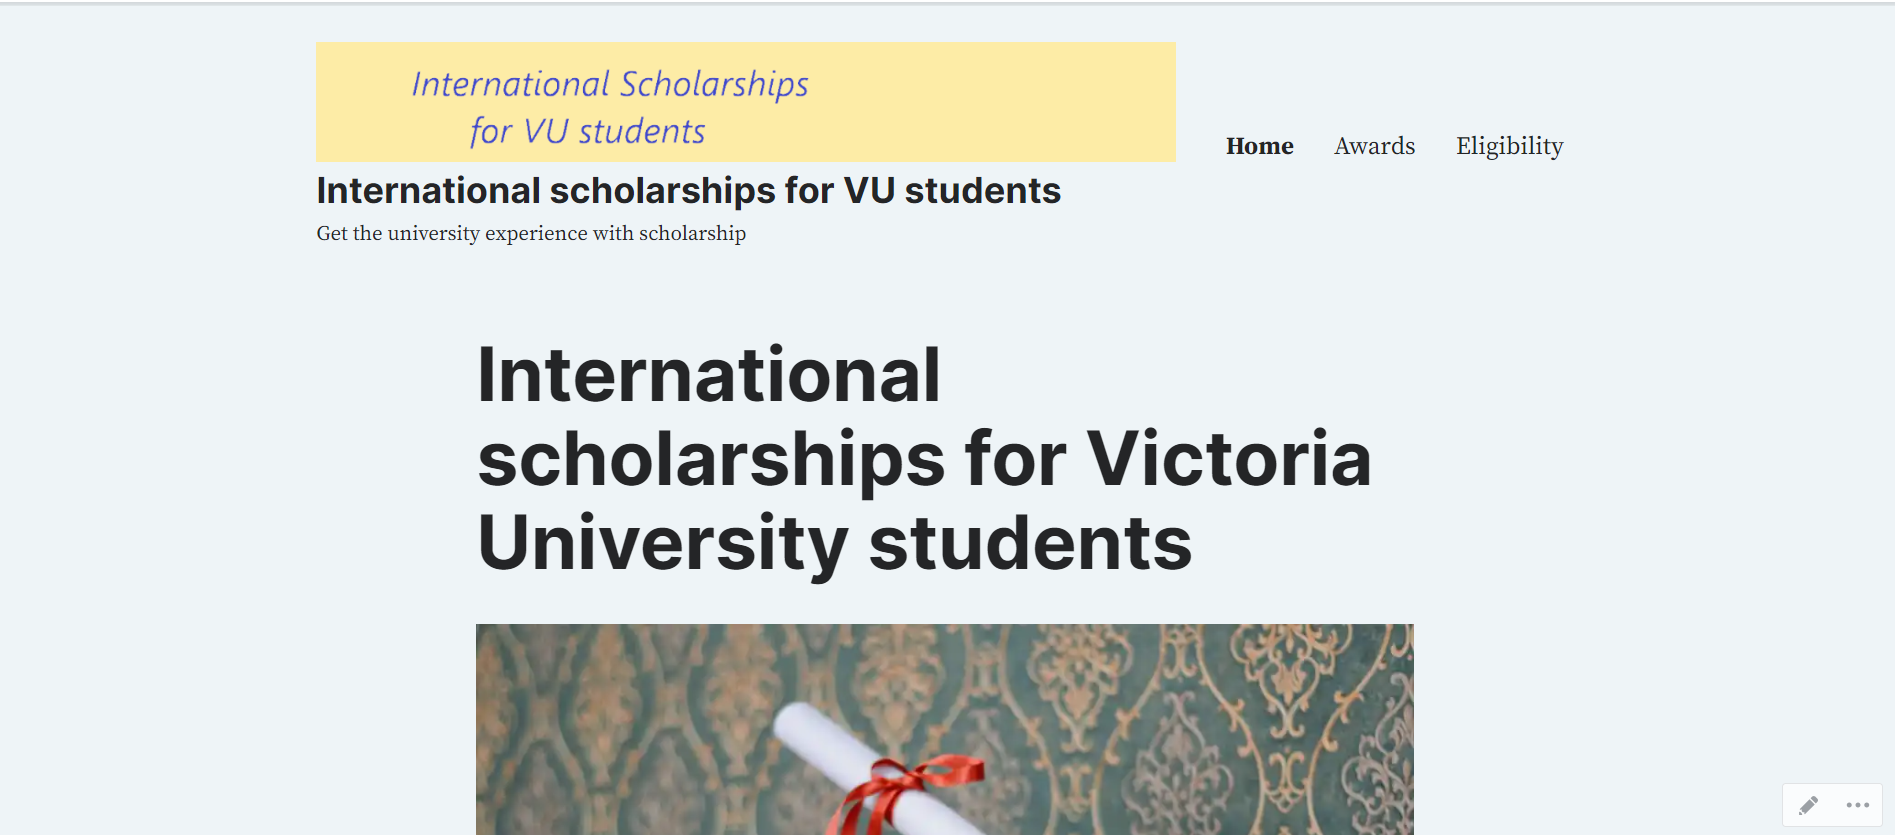 International Scholarships
for VU students
Home Awards Eligibility
International scholarships for VU students
Get the university experience with scholarship
International
scholarships for Victoria
University students